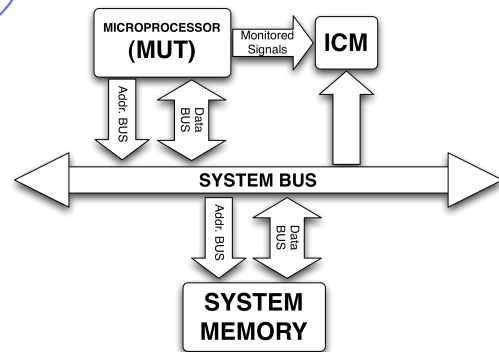 MICROPROCESSOR
(MUT)
Monitored
Signals
ICM
Addr. BUS
Data
BUS
SYSTEM BUS
Addr. BUS
Data
BUS
SYSTEM
MEMORY